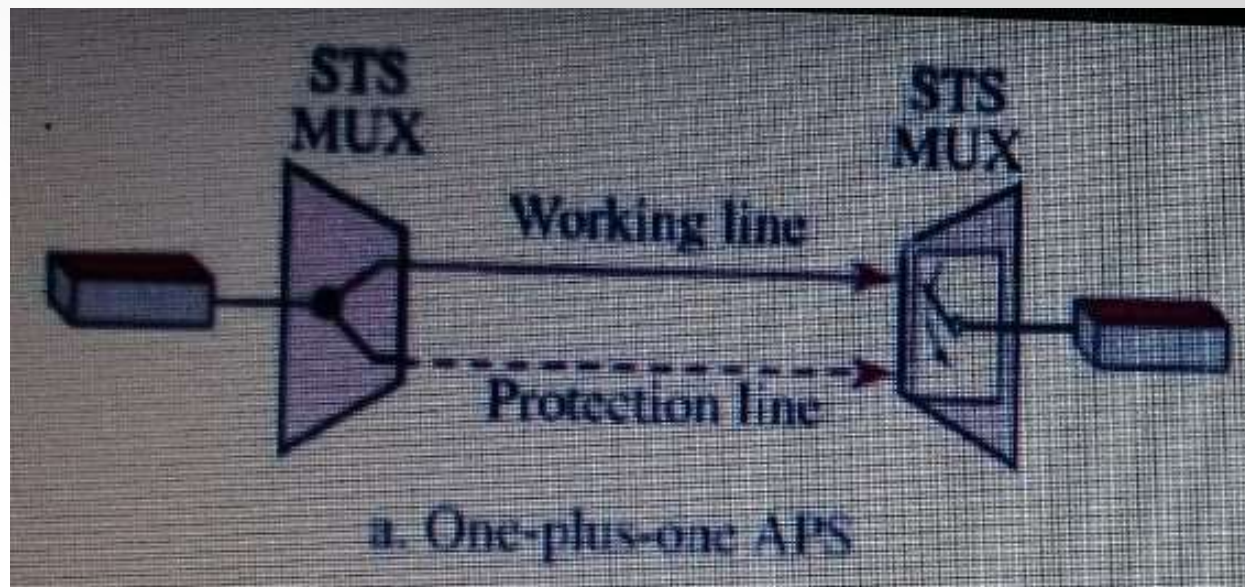 STS
MUX
STS
MUX
Working line
Protection line
a. One-plus-one APS